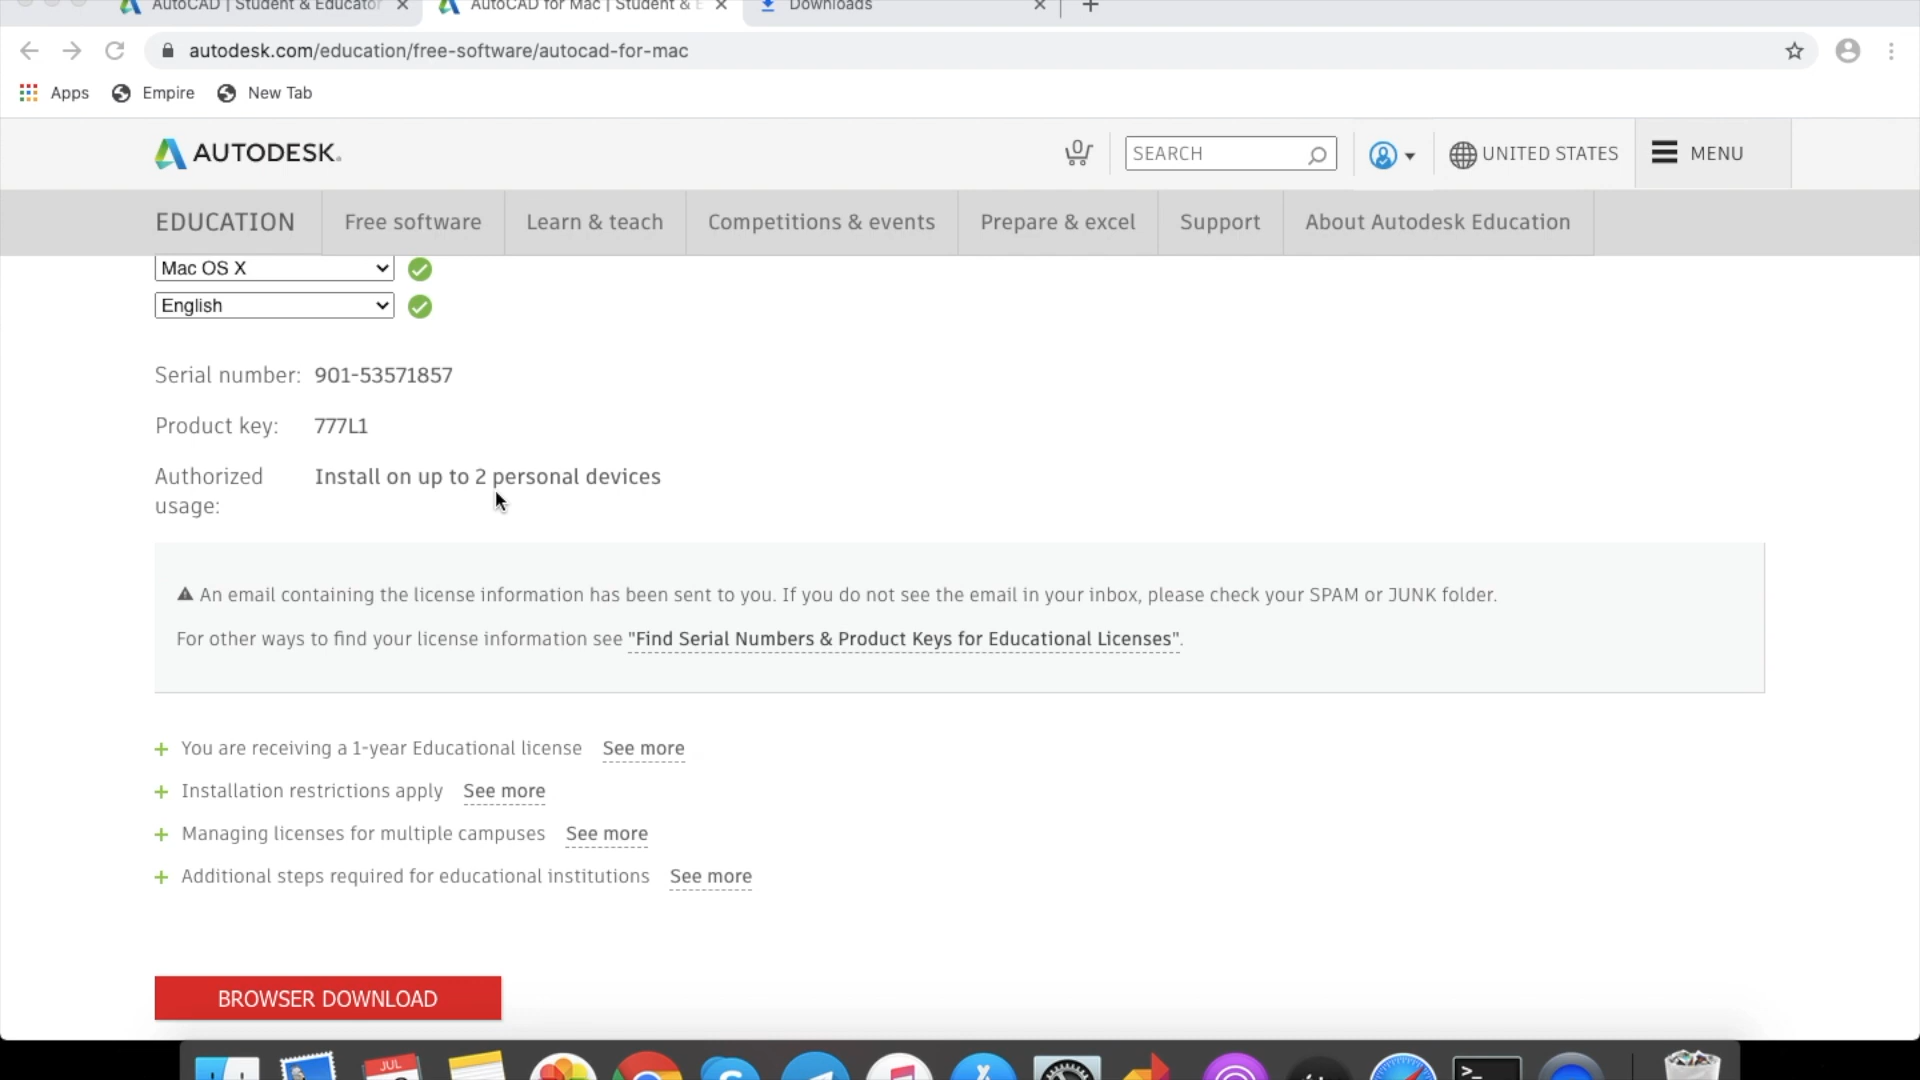 AutoCAD | Student & Educator
AutoCAD for Mac | Student & E
Downloads
autodesk.com/education/free-software/autocad-for-mac
Apps
Empire
New Tab
AUTODESK.
0
SEARCH
UNITED STATES
MENU
EDUCATION
Free software
Learn & teach
Competitions & events
Prepare & excel
Support
About Autodesk Education
Mac OS X
English
Serial number: 901-53571857
Product key: 777L1
Authorized usage: Install on up to 2 personal devices
An email containing the license information has been sent to you. If you do not see the email in your inbox, please check your SPAM or JUNK folder.
For other ways to find your license information see "Find Serial Numbers & Product Keys for Educational Licenses".
+ You are receiving a 1-year Educational license See more
+ Installation restrictions apply See more
+ Managing licenses for multiple campuses See more
+ Additional steps required for educational institutions See more
BROWSER DOWNLOAD
JUL